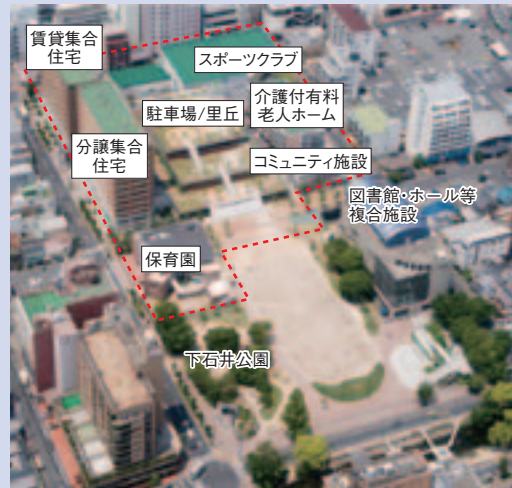 賃貸集合
住宅
スポーツクラブ
介護付有料
老人ホーム
駐車場/里丘
分譲集合
住宅
コミュニティ施設
図書館・ホール等
複合施設
保育園
下石井公園